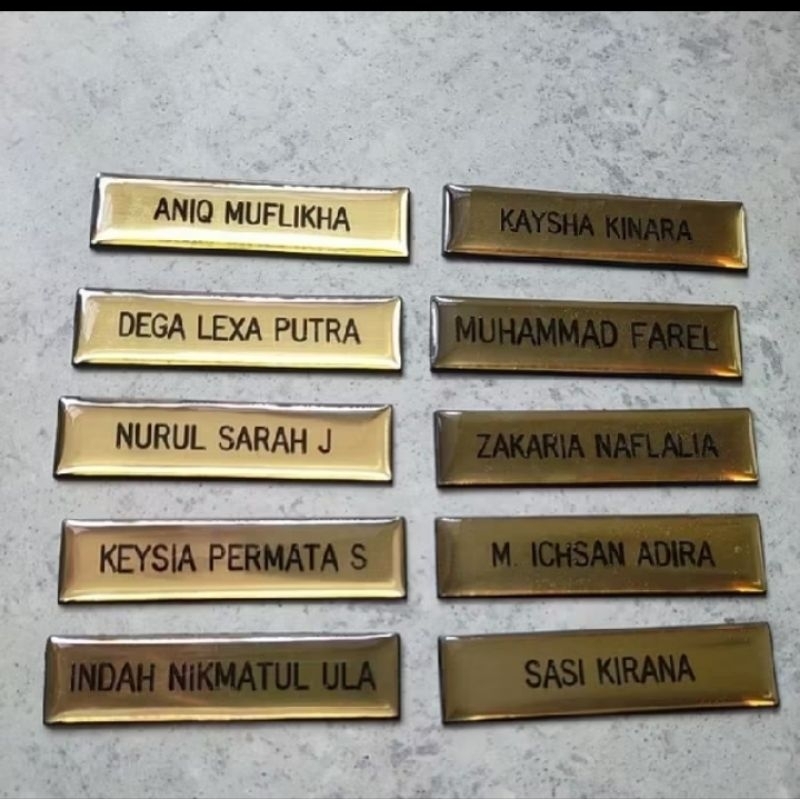 ANIQ MUFLIKHA
KAYSHA KINARA
DEGA LEXA PUTRA
MUHAMMAD FAREL
NURUL SARAH J
ZAKARIA NAFLALIA
KEYSIA PERMATA S
M. ICHSAN ADIRA
INDAH NIKMATUL ULA
SASI KIRANA